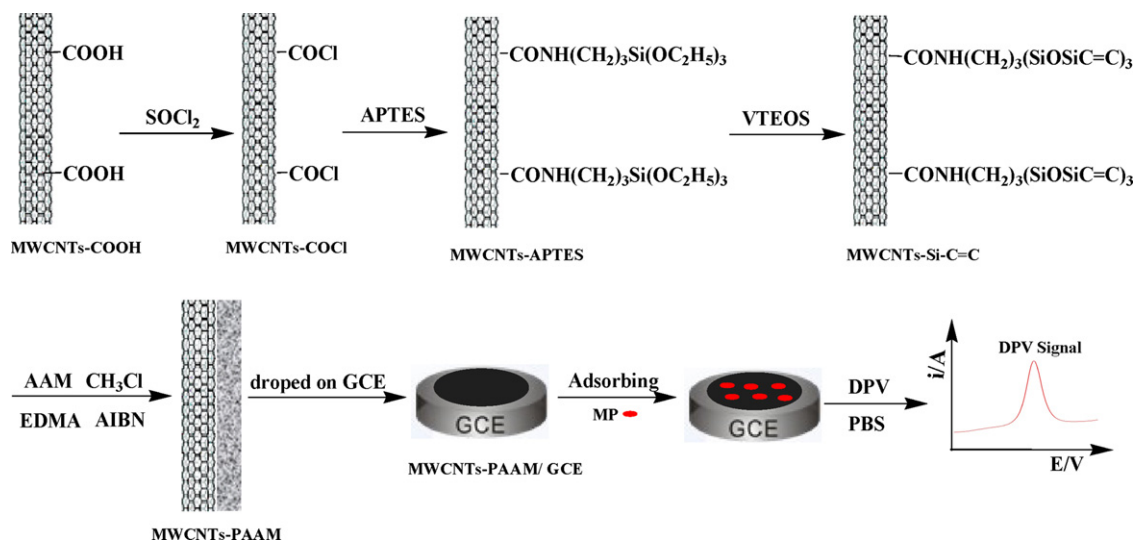 COOH
COOH
MWCNTs-COOH
SOCl₂
COCl
COCl
MWCNTs-COCl
APTES
CONH(CH₂)₃Si(OC₂H₅)₃
CONH(CH₂)₃Si(OC₂H₅)₃
MWCNTs-APTES
VTEOS
CONH(CH₂)₃(SiOSiC=C)₃
CONH(CH₂)₃(SiOSiC=C)₃
MWCNTs-Si-C=C
AAM CH₃Cl
EDMA AIBN
MWCNTs-PAAM
droped on GCE
GCE
MWCNTs-PAAM/ GCE
Adsorbing
MP
GCE
DPV
PBS
i/A
DPV Signal
E/V